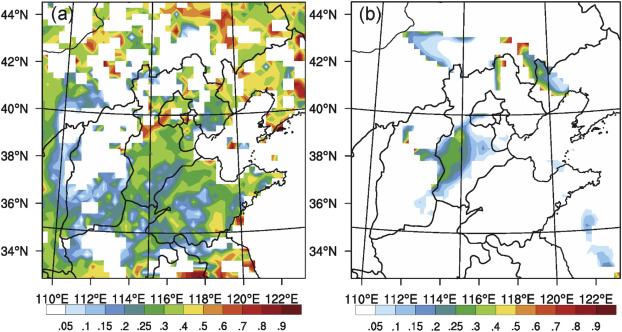 (a) (b)
44°N 44°N
42°N 42°N
40°N 40°N
38°N 38°N
36°N 36°N
34°N 34°N
110°E 112°E 114°E 116°E 118°E 120°E 122°E 110°E 112°E 114°E 116°E 118°E 120°E 122°E
.05 .1 .15 .2 .25 .3 .4 .5 .6 .7 .8 .9 .05 .1 .15 .2 .25 .3 .4 .5 .6 .7 .8 .9